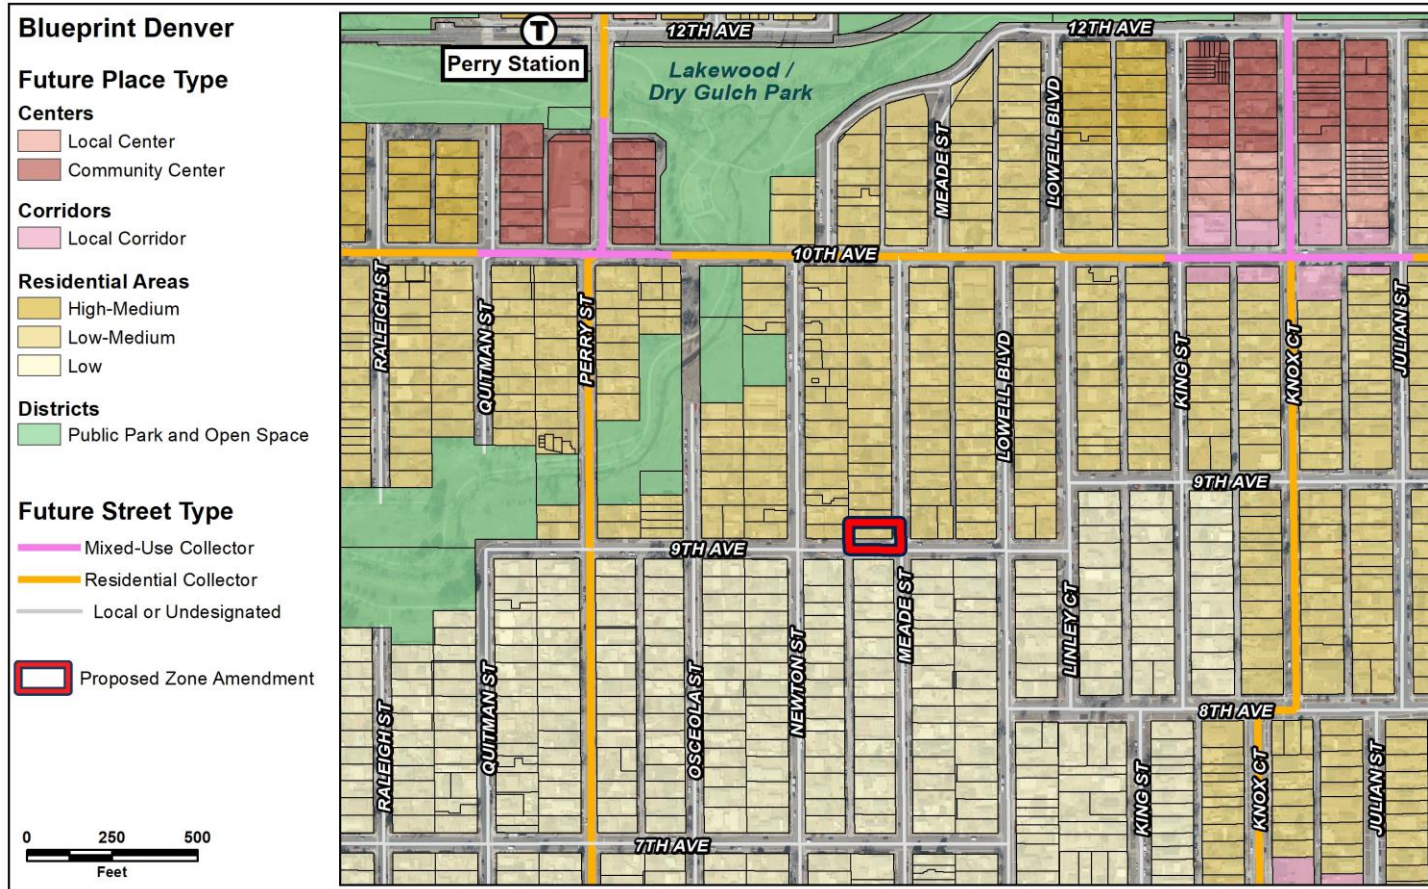 Blueprint Denver
Future Place Type
Centers
Local Center
Community Center
Corridors
Local Corridor
Residential Areas
High-Medium
Low-Medium
Low
Districts
Public Park and Open Space
Future Street Type
Mixed-Use Collector
Residential Collector
Local or Undesignated
Proposed Zone Amendment
0 250 500
Feet
T
Perry Station
12TH AVE
12TH AVE
Lakewood /
Dry Gulch Park
MEADE ST
LOWELL BLVD
10TH AVE
RALEIGH ST
QUITMAN ST
PERRY ST
LOWELL BLVD
KING ST
KNOX CT
JULIAN ST
9TH AVE
9TH AVE
RALEIGH ST
QUITMAN ST
OSCEOLA ST
NEWTON ST
MEADE ST
LINLEY CT
8TH AVE
KING ST
KNOX CT
JULIAN ST
7TH AVE